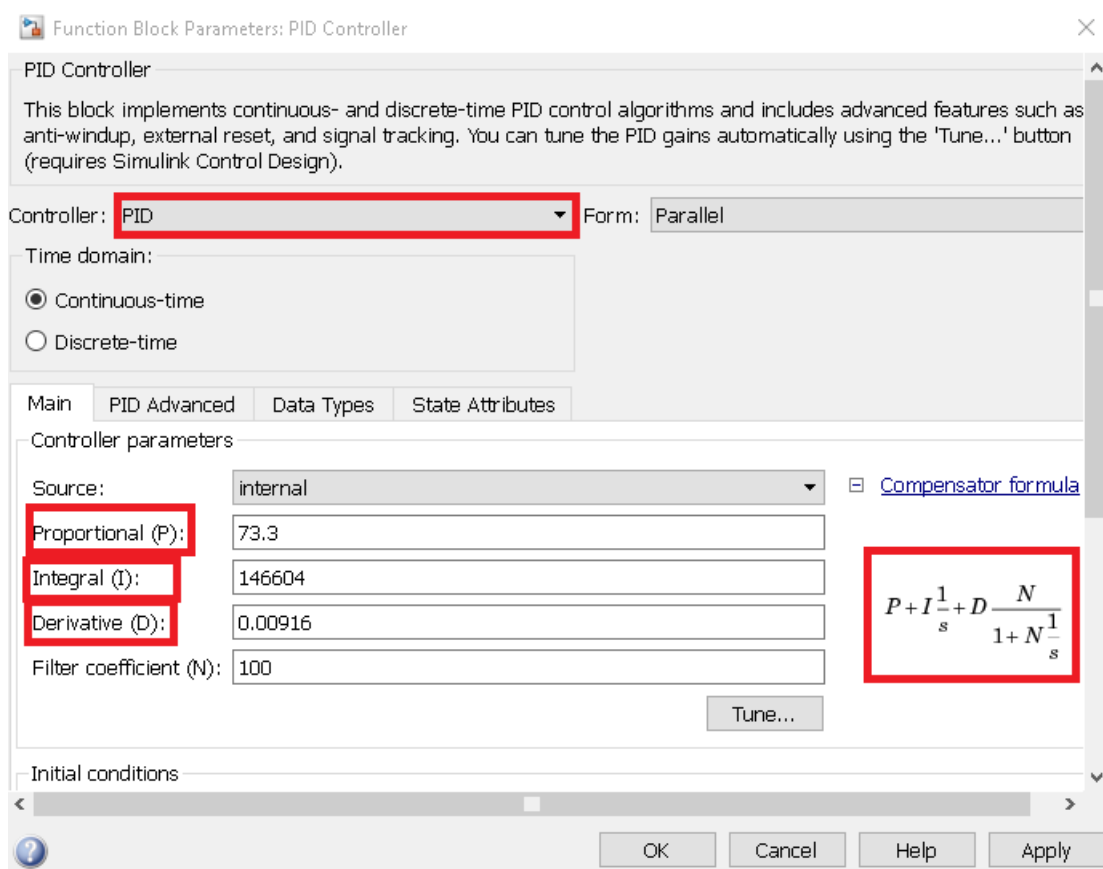 Function Block Parameters: PID Controller
PID Controller
This block implements continuous- and discrete-time PID control algorithms and includes advanced features such as
anti-windup, external reset, and signal tracking. You can tune the PID gains automatically using the 'Tune...' button
(requires Simulink Control Design).
Controller: PID Form: Parallel
Time domain:
Continuous-time
Discrete-time
Main PID Advanced Data Types State Attributes
Controller parameters
Source: internal Compensator formula
Proportional (P): 73.3
Integral (I): 146604
Derivative (D): 0.00916
P + I 1/s + D N/(1 + N 1/s)
Filter coefficient (N): 100
Tune...
Initial conditions
OK Cancel Help Apply